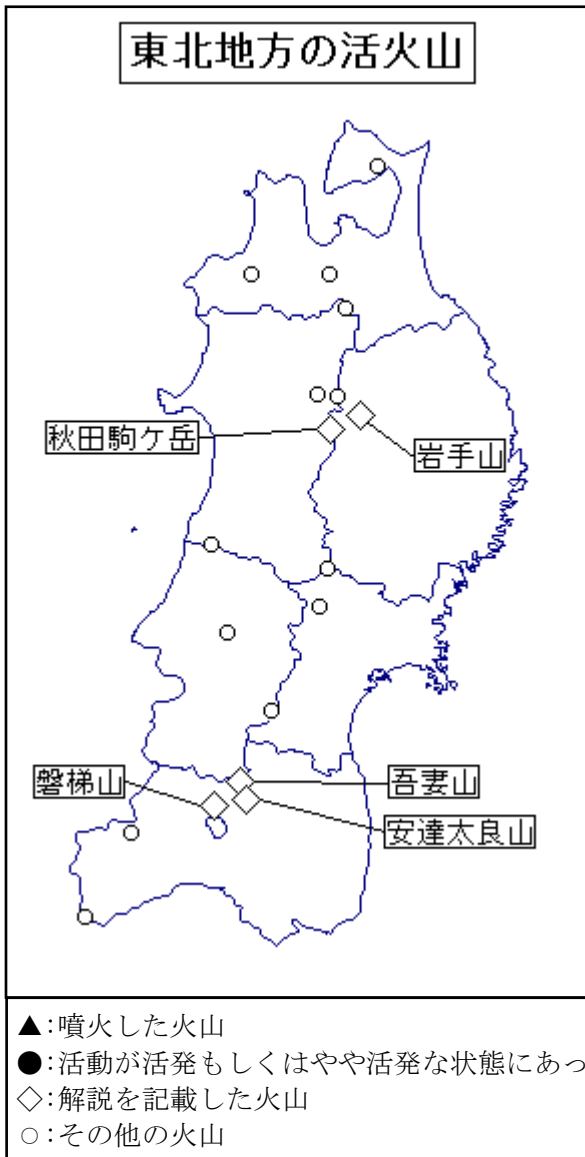 東北地方の活火山
秋田駒ケ岳
岩手山
磐梯山
吾妻山
安達太良山
▲:噴火した火山
●:活動が活発もしくはやや活発な状態にあっ
◇:解説を記載した火山
○:その他の火山